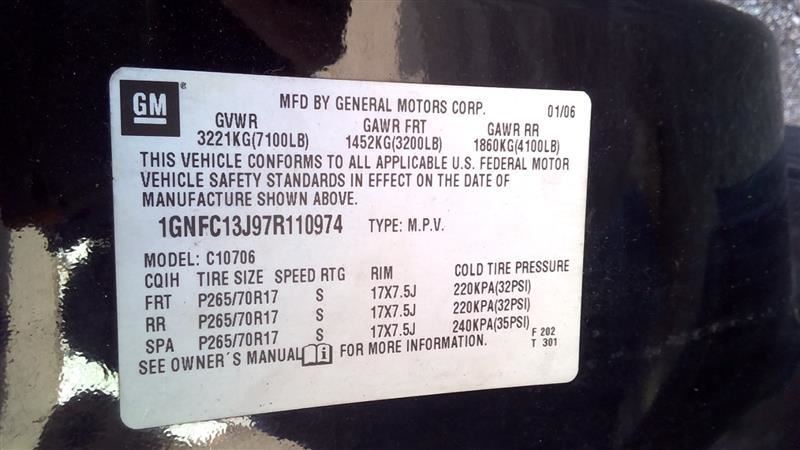 GM ®
MFD BY GENERAL MOTORS CORP. 01/06
GVWR GAWR FRT GAWR RR
3221KG(7100LB) 1452KG(3200LB) 1860KG(4100LB)
THIS VEHICLE CONFORMS TO ALL APPLICABLE U.S. FEDERAL MOTOR
VEHICLE SAFETY STANDARDS IN EFFECT ON THE DATE OF
MANUFACTURE SHOWN ABOVE.
1GNFC13J97R110974 TYPE: M.P.V.
MODEL: C10706
CQIH TIRE SIZE SPEED RTG RIM COLD TIRE PRESSURE
FRT P265/70R17 S 17X7.5J 220KPA(32PSI)
RR P265/70R17 S 17X7.5J 220KPA(32PSI)
SPA P265/70R17 S 17X7.5J 240KPA(35PSI)
SEE OWNER´S MANUAL i FOR MORE INFORMATION.
F 202
T 301